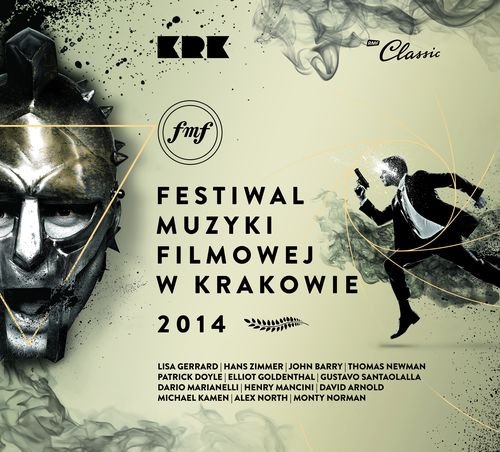 KRK
RMF Classic
fmf
FESTIWAL
MUZYKI
FILMOWEJ
W KRAKOWIE
2014
LISA GERRARD | HANS ZIMMER | JOHN BARRY | THOMAS NEWMAN
PATRICK DOYLE | ELLIOT GOLDENTHAL | GUSTAVO SANTAOLALLA
DARIO MARIANELLI | HENRY MANCINI | DAVID ARNOLD
MICHAEL KAMEN | ALEX NORTH | MONTY NORMAN